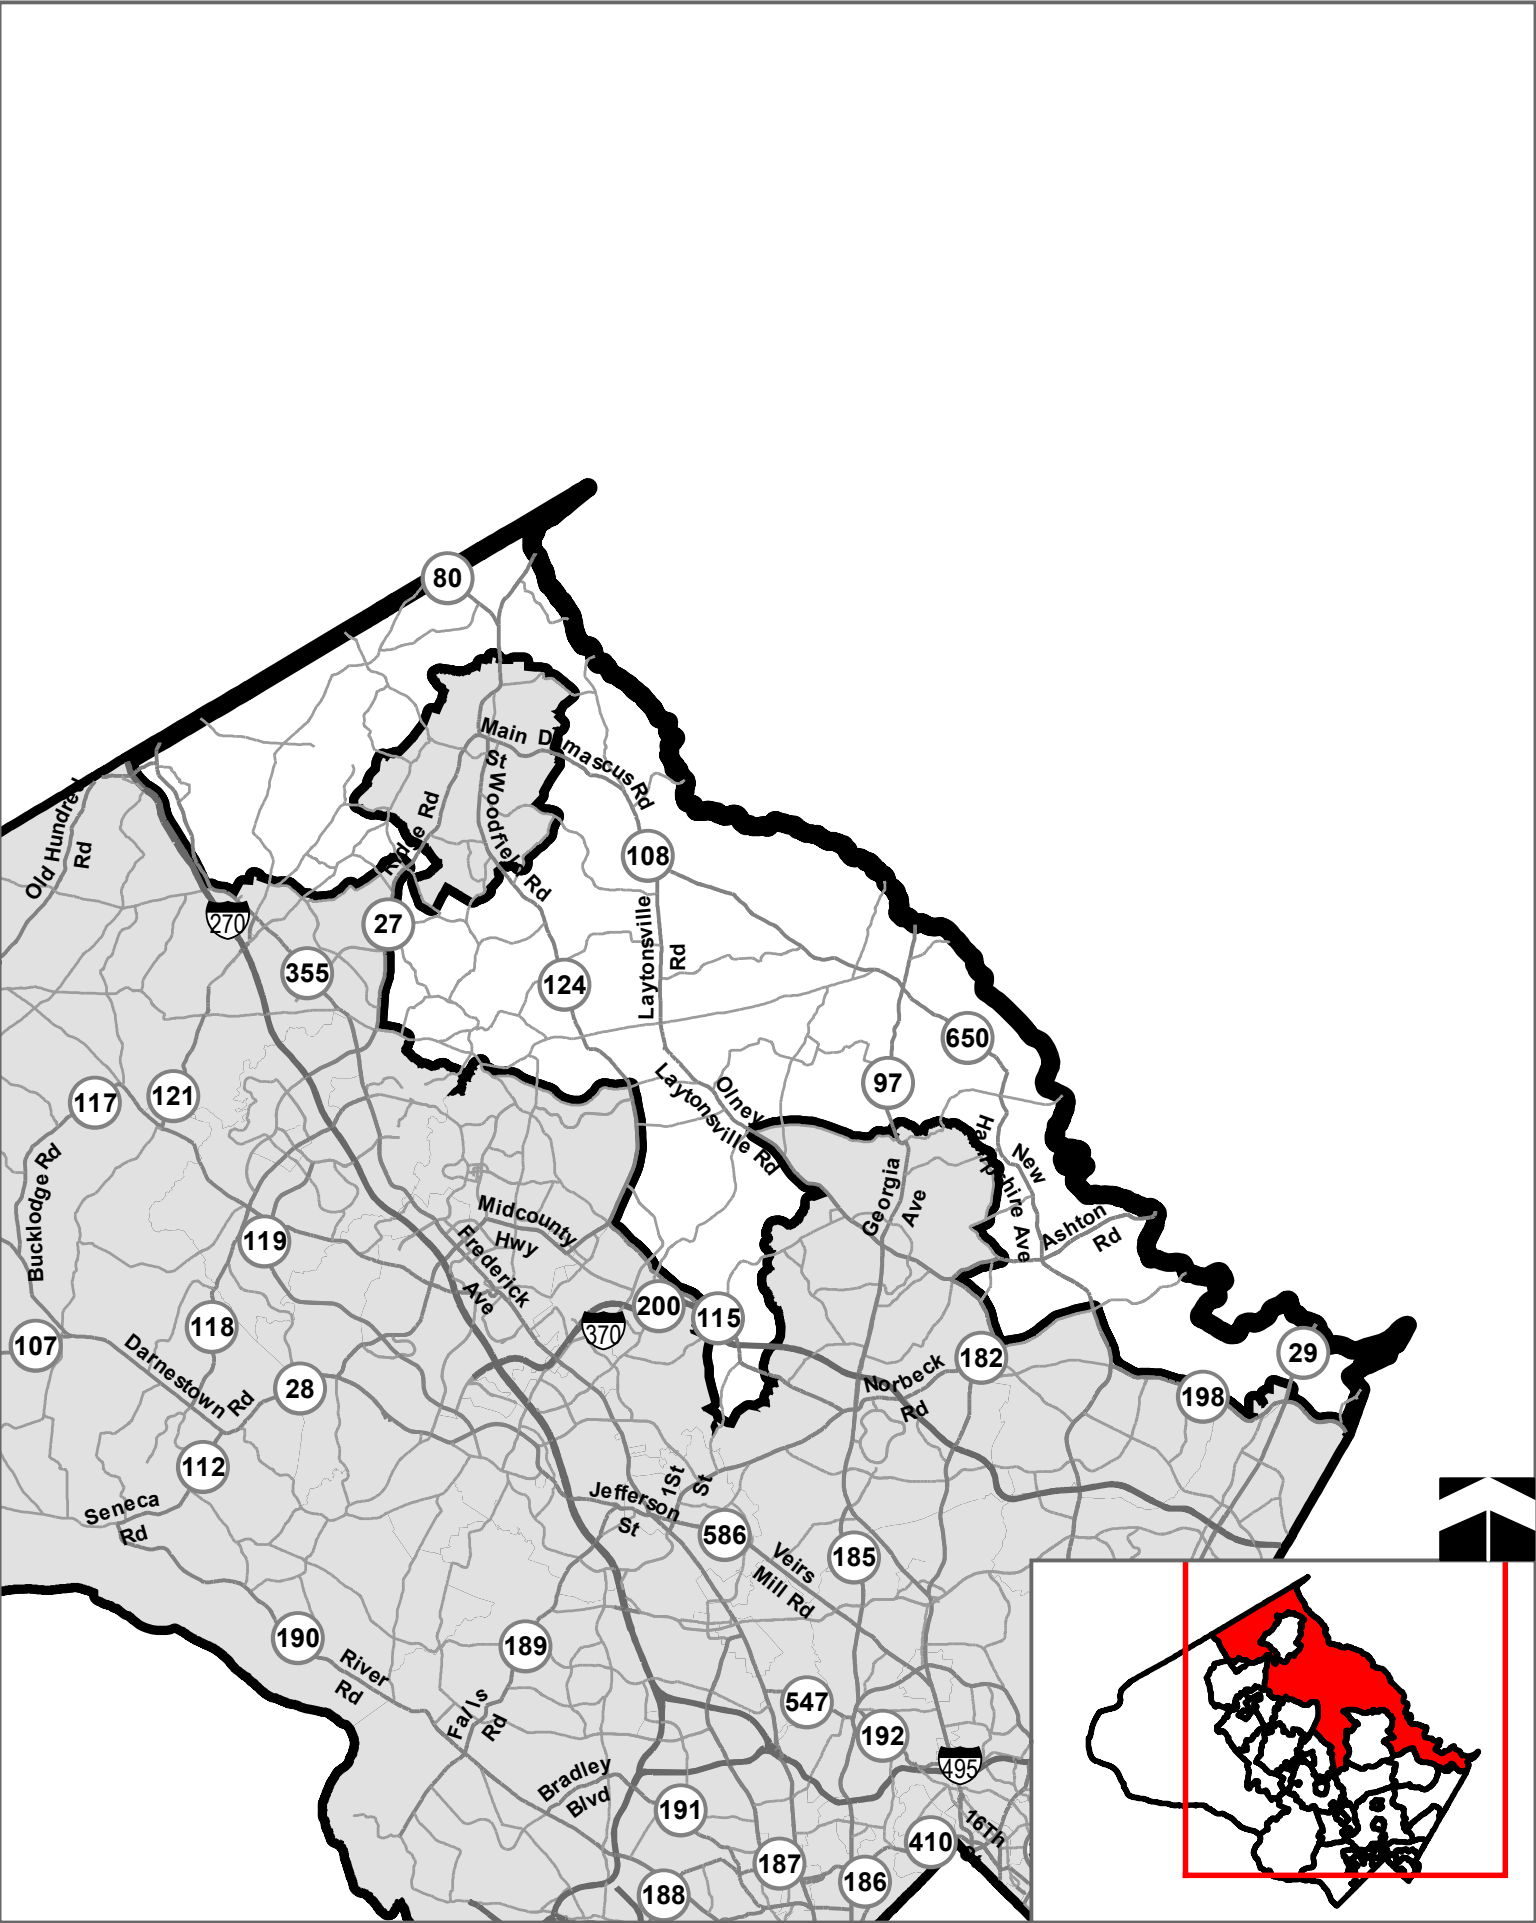 80
Main
St
Damascus Rd
Old Hundred
Rd
Ridge Rd
Woodfield Rd
108
270
27
355
124
Laytonsville
Rd
650
97
117
121
Olney
Laytonsville Rd
New
Hampshire Ave
Georgia
Ave
Ashton
Rd
Bucklodge Rd
119
Midcounty
Hwy
Frederick
Ave
200
115
370
118
107
Darnestown Rd
28
182
29
Norbeck
Rd
198
112
1St
St
Seneca
Rd
Jefferson
St
586
Veirs
Mill Rd
185
190
River
Rd
189
Falls
Rd
547
192
495
Bradley
Blvd
191
16Th
St
410
187
186
188